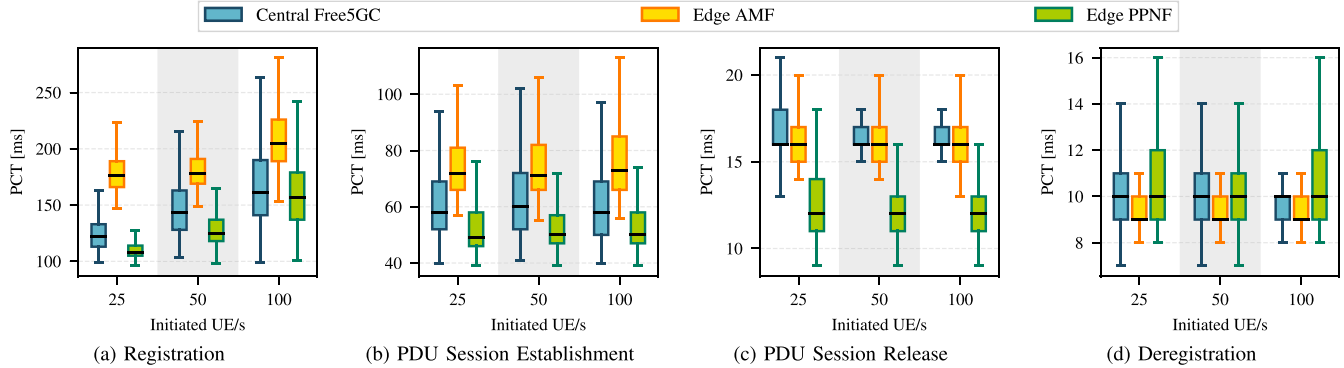 Central Free5GC
Edge AMF
Edge PPNF
PCT [ms]
250
200
150
100
25
50
100
Initiated UE/s
(a) Registration
PCT [ms]
100
80
60
40
25
50
100
Initiated UE/s
(b) PDU Session Establishment
PCT [ms]
20
15
10
25
50
100
Initiated UE/s
(c) PDU Session Release
PCT [ms]
16
14
12
10
8
25
50
100
Initiated UE/s
(d) Deregistration